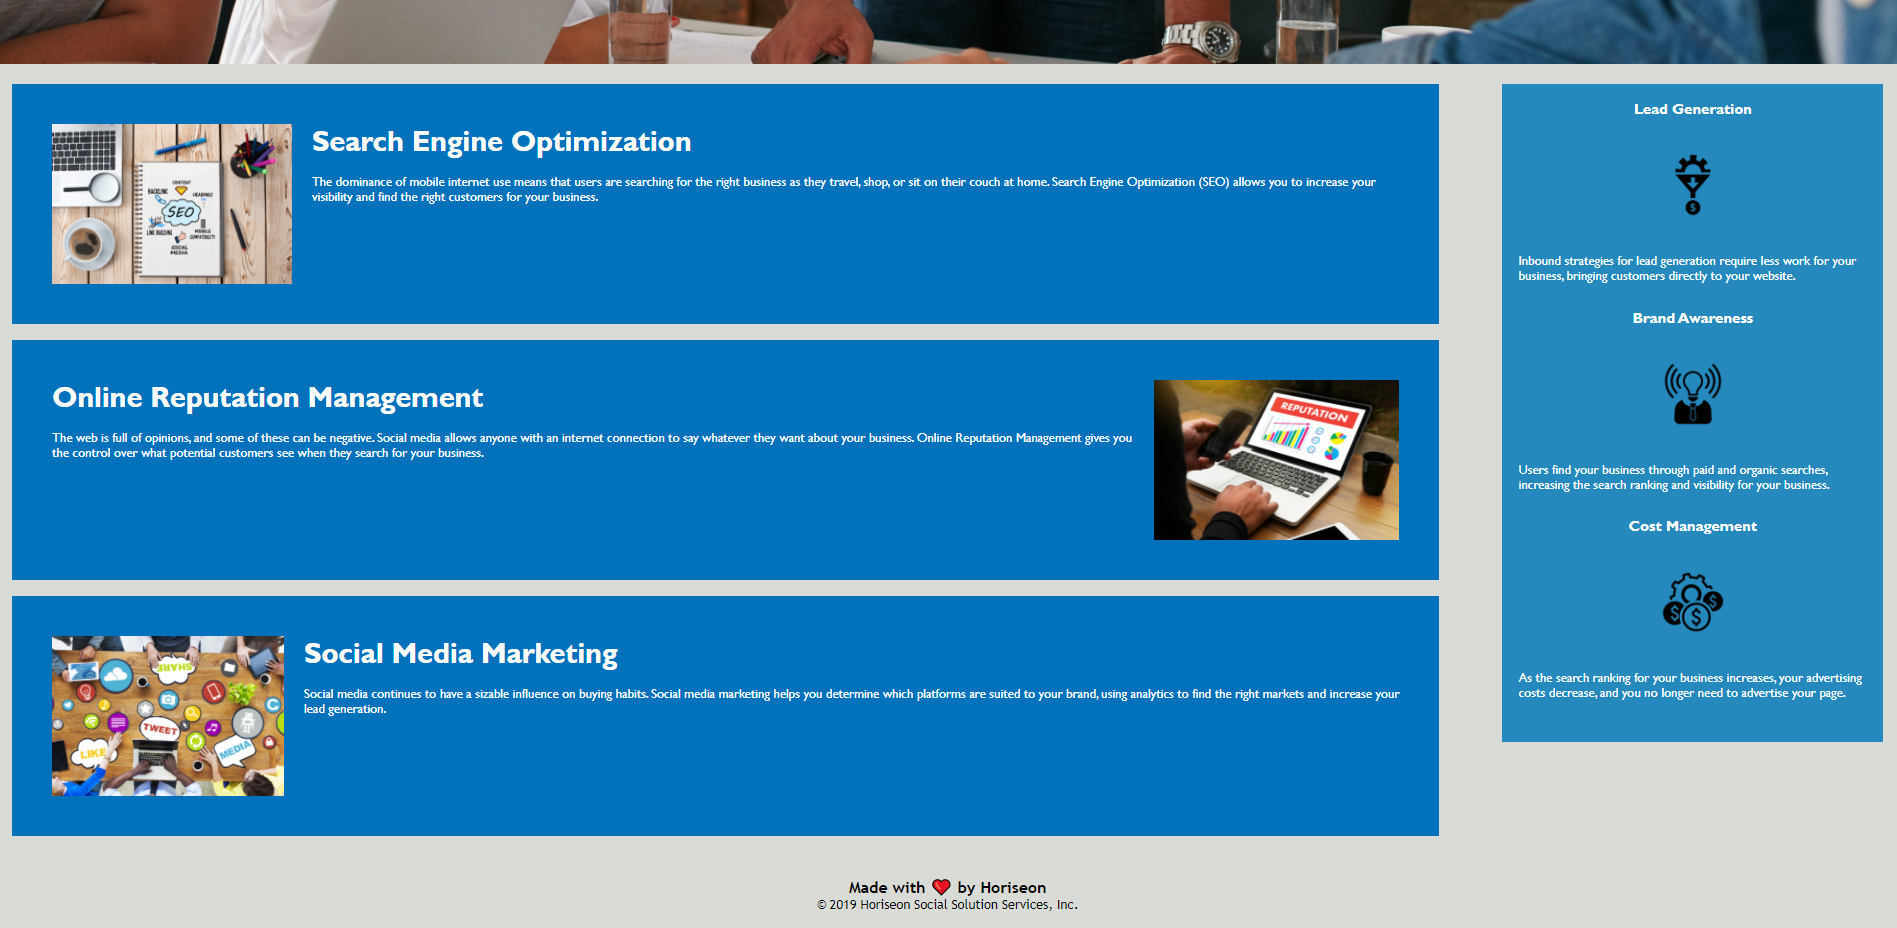 Search Engine Optimization
The dominance of mobile internet use means that users are searching for the right business as they travel, shop, or sit on their couch at home. Search Engine Optimization (SEO) allows you to increase your
visibility and find the right customers for your business.
CONTENT
BACKLINK
HEADINGS
SEO
LINK BUILDING
MOBILE
COMPATIBILITY
SOCIAL
MEDIA
Online Reputation Management
The web is full of opinions, and some of these can be negative. Social media allows anyone with an internet connection to say whatever they want about your business. Online Reputation Management gives you
the control over what potential customers see when they search for your business.
REPUTATION
Social Media Marketing
Social media continues to have a sizable influence on buying habits. Social media marketing helps you determine which platforms are suited to your brand, using analytics to find the right markets and increase your
lead generation.
SHARE
TWEET
LIKE
MEDIA
Lead Generation
Inbound strategies for lead generation require less work for your
business, bringing customers directly to your website.
Brand Awareness
Users find your business through paid and organic searches,
increasing the search ranking and visibility for your business.
Cost Management
As the search ranking for your business increases, your advertising
costs decrease, and you no longer need to advertise your page.
Made with ❤️ by Horiseon
© 2019 Horiseon Social Solution Services, Inc.